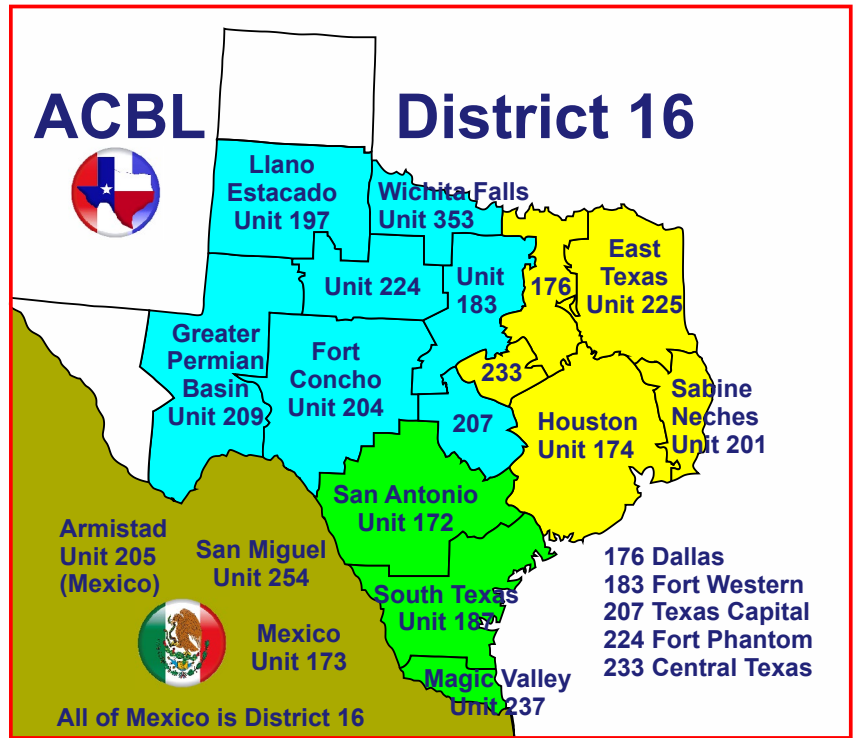 ACBL District 16
Llano
Estacado
Unit 197
Wichita Falls
Unit 353
Unit 224
Unit
183
176
East
Texas
Unit 225
Greater
Permian
Basin
Unit 209
Fort
Concho
Unit 204
233
207
Houston
Unit 174
Sabine
Neches
Unit 201
San Antonio
Unit 172
Armistad
Unit 205
(Mexico)
San Miguel
Unit 254
South Texas
Unit 187
Mexico
Unit 173
Magic Valley
Unit 237
176 Dallas
183 Fort Western
207 Texas Capital
224 Fort Phantom
233 Central Texas
All of Mexico is District 16